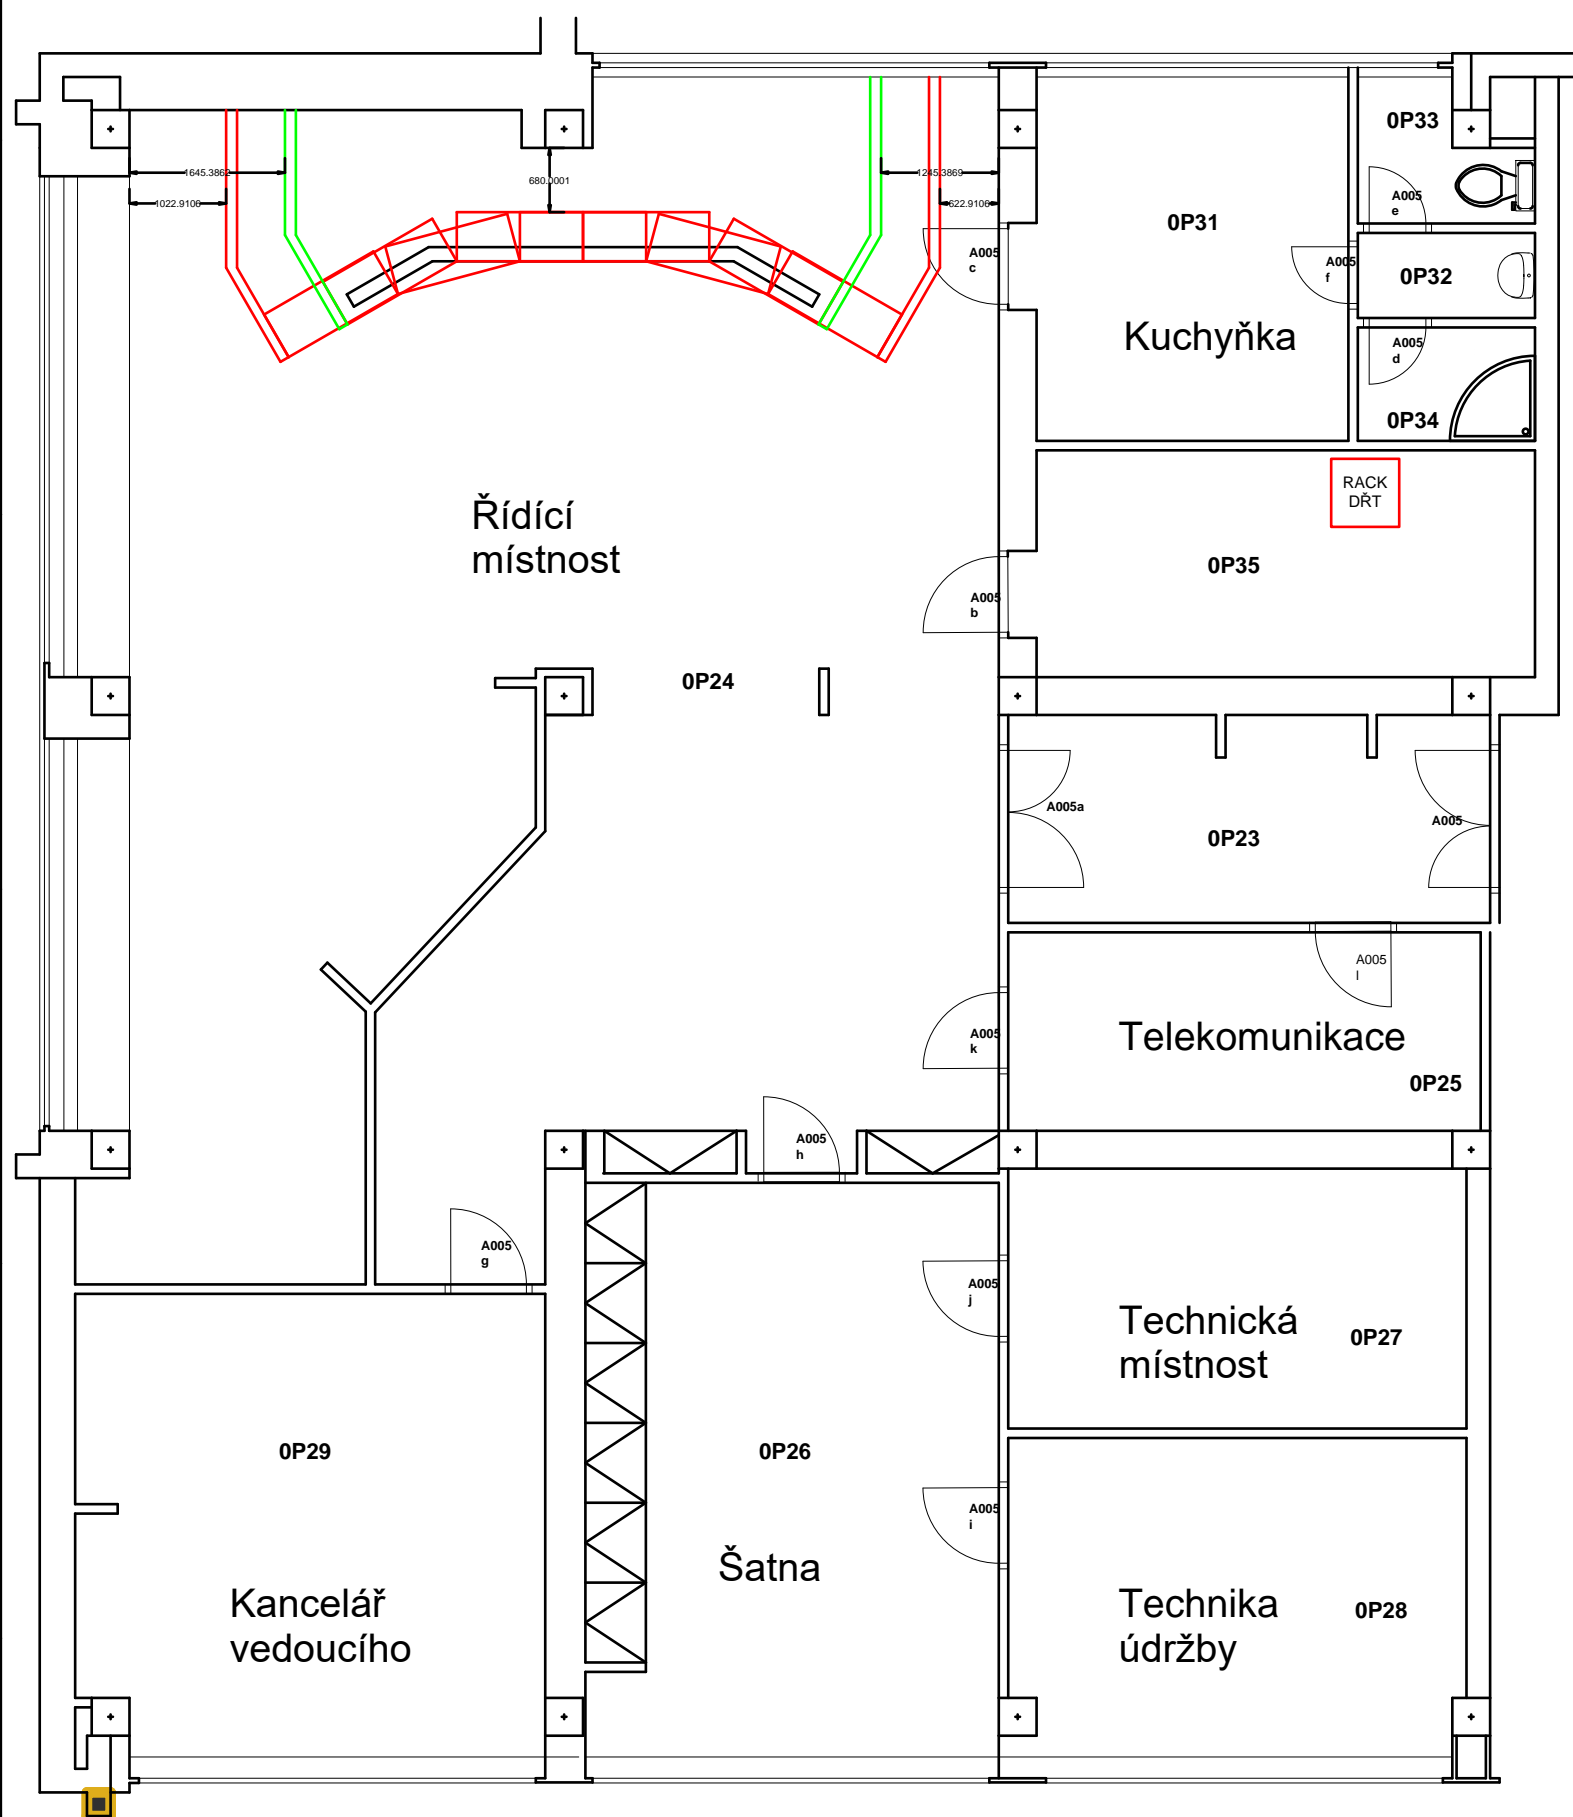 0P33
1645.3862
1245.3869
680.0001
1022.9106
622.9106
A005
e
0P31
A005
c
A005
f
0P32
Kuchyňka
A005
d
0P34
RACK
DŘT
Řídící
místnost
0P35
A005
b
0P24
A005a
A005
0P23
A005
l
A005
k
Telekomunikace
0P25
A005
h
A005
g
A005
j
Technická
místnost
0P27
0P29
0P26
A005
i
Šatna
Kancelář
vedoucího
Technika
údržby
0P28